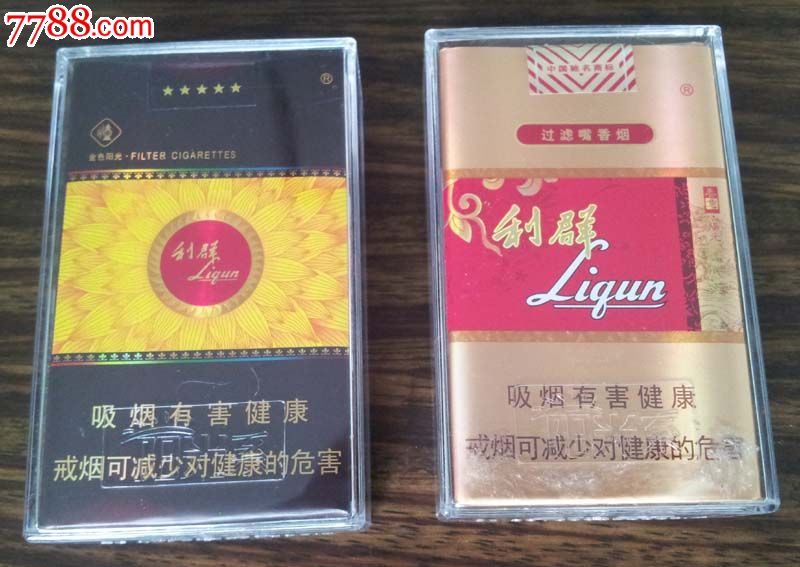 7788.com
★★★★★
®
金色阳光·FILTER CIGARETTES
利群
Liqun
吸烟有害健康
戒烟可减少对健康的危害
中国驰名商标
®
过滤嘴香烟
利群
Liqun
吸烟有害健康
戒烟可减少对健康的危害